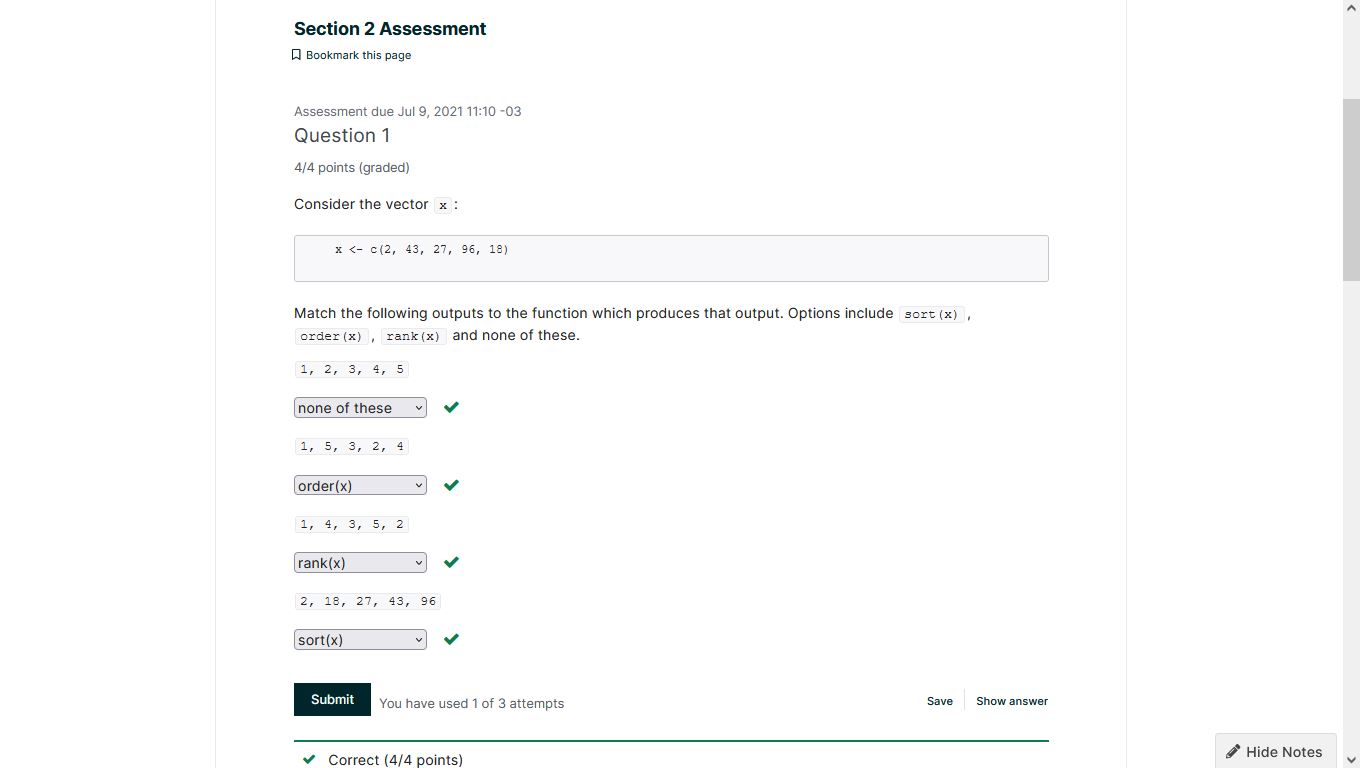 Section 2 Assessment
Bookmark this page
Assessment due Jul 9, 2021 11:10 -03
Question 1
4/4 points (graded)
Consider the vector x :
x <- c(2, 43, 27, 96, 18)
Match the following outputs to the function which produces that output. Options include sort(x) ,
order(x) , rank(x) and none of these.
1, 2, 3, 4, 5
none of these
1, 5, 3, 2, 4
order(x)
1, 4, 3, 5, 2
rank(x)
2, 18, 27, 43, 96
sort(x)
Submit You have used 1 of 3 attempts Save Show answer
Hide Notes
Correct (4/4 points)